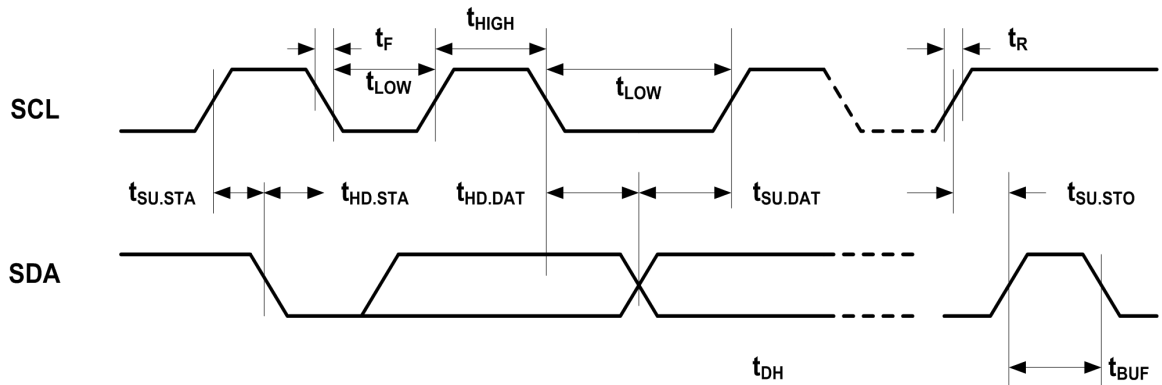 tHIGH
tF
tR
tLOW
tLOW
SCL
tSU.STA
tHD.STA
tHD.DAT
tSU.DAT
tSU.STO
SDA
tDH
tBUF